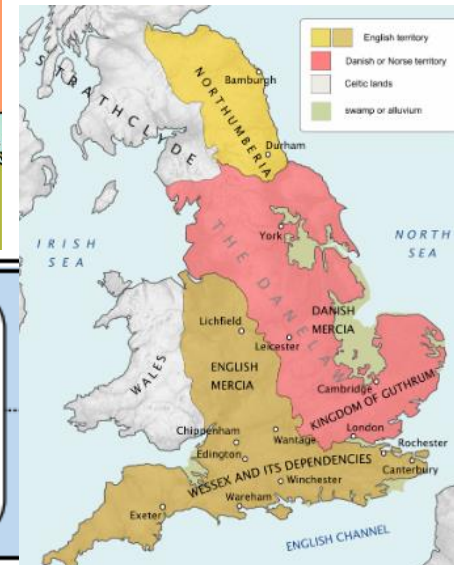 English territory
Danish or Norse territory
Celtic lands
swamp or alluvium
STRATHCLYDE
NORTHUMBERIA
Bamburgh
Durham
IRISH
SEA
NORTH
SEA
York
THE DANELAW
DANISH
MERCIA
Lichfield
Leicester
ENGLISH
MERCIA
WALES
Cambridge
KINGDOM OF GUTHRUM
Chippenham
Wantage
London
Rochester
Edington
WESSEX AND ITS DEPENDENCIES
Canterbury
Winchester
Wareham
Exeter
ENGLISH CHANNEL